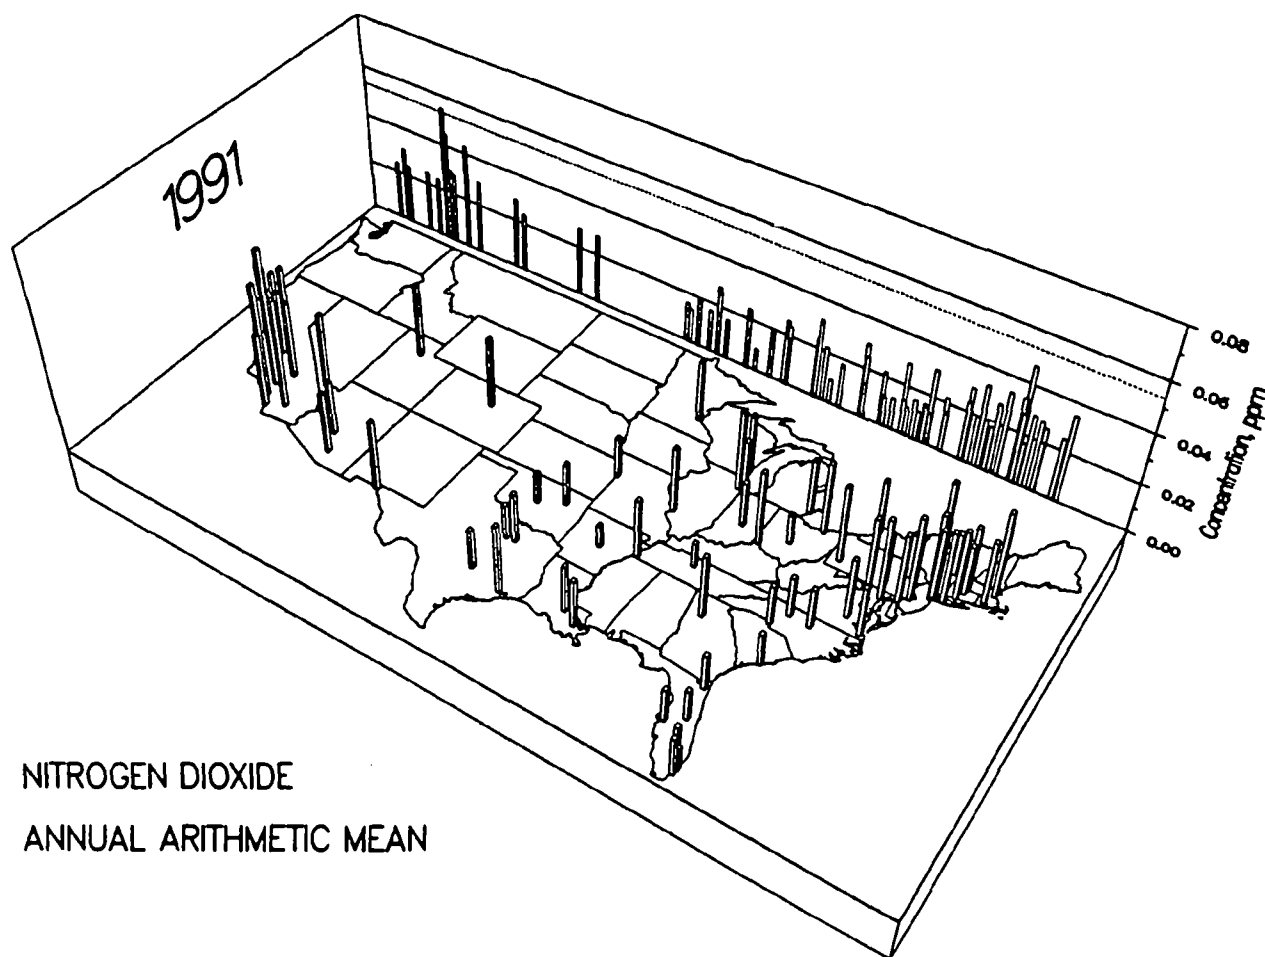 1991
0.08
0.06
0.04
0.02
0.00
Concentration, ppm
NITROGEN DIOXIDE
ANNUAL ARITHMETIC MEAN